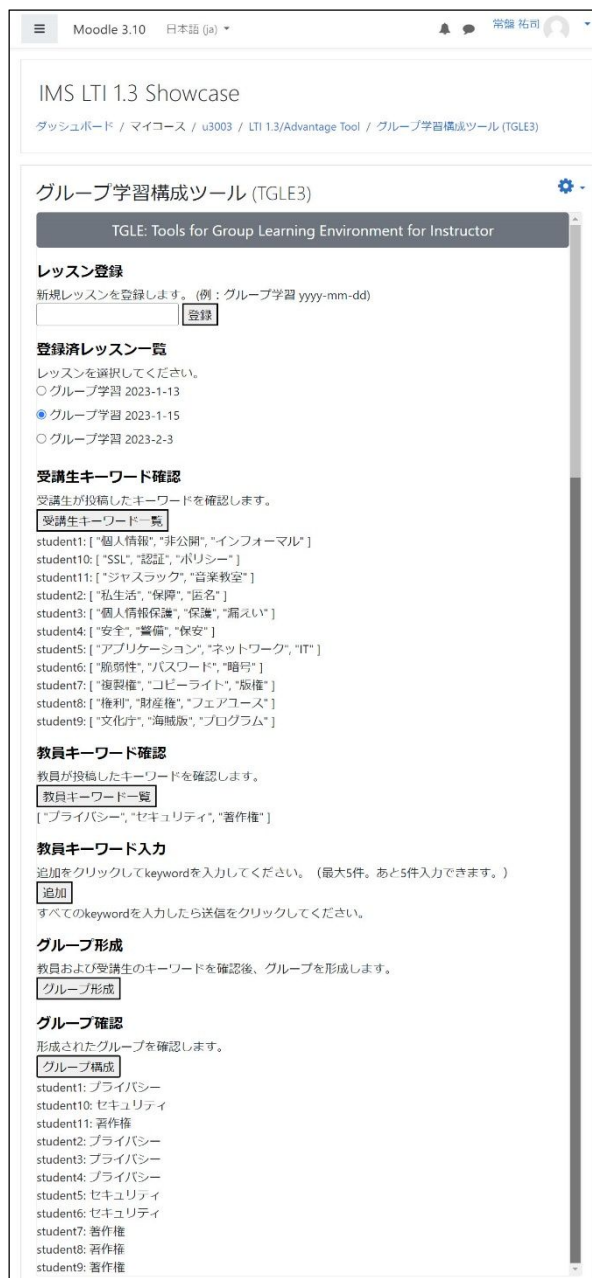 Moodle 3.10 日本語 (ja) 常盤 祐司
IMS LTI 1.3 Showcase
ダッシュボード / マイコース / u3003 / LTI 1.3/Advantage Tool / グループ学習構成ツール (TGLE3)
グループ学習構成ツール (TGLE3)
TGLE: Tools for Group Learning Environment for Instructor
レッスン登録
新規レッスンを登録します。 (例：グループ学習 yyyy-mm-dd)
登録
登録済レッスン一覧
レッスンを選択してください。
グループ学習 2023-1-13
グループ学習 2023-1-15
グループ学習 2023-2-3
受講生キーワード確認
受講生が投稿したキーワードを確認します。
受講生キーワード一覧
student1: [ "個人情報", "非公開", "インフォーマル" ]
student10: [ "SSL", "認証", "ポリシー" ]
student11: [ "ジャスラック", "音楽教室" ]
student2: [ "私生活", "保障", "匿名" ]
student3: [ "個人情報保護", "保護", "漏えい" ]
student4: [ "安全", "警備", "保安" ]
student5: [ "アプリケーション", "ネットワーク", "IT" ]
student6: [ "脆弱性", "パスワード", "暗号" ]
student7: [ "複製権", "コピーライト", "版権" ]
student8: [ "権利", "財産権", "フェアユース" ]
student9: [ "文化庁", "海賊版", "プログラム" ]
教員キーワード確認
教員が投稿したキーワードを確認します。
教員キーワード一覧
[ "プライバシー", "セキュリティ", "著作権" ]
教員キーワード入力
追加をクリックしてkeywordを入力してください。（最大5件。あと5件入力できます。）
追加
すべてのkeywordを入力したら送信をクリックしてください。
グループ形成
教員および受講生のキーワードを確認後、グループを形成します。
グループ形成
グループ確認
形成されたグループを確認します。
グループ構成
student1: プライバシー
student10: セキュリティ
student11: 著作権
student2: プライバシー
student3: プライバシー
student4: プライバシー
student5: セキュリティ
student6: セキュリティ
student7: 著作権
student8: 著作権
student9: 著作権